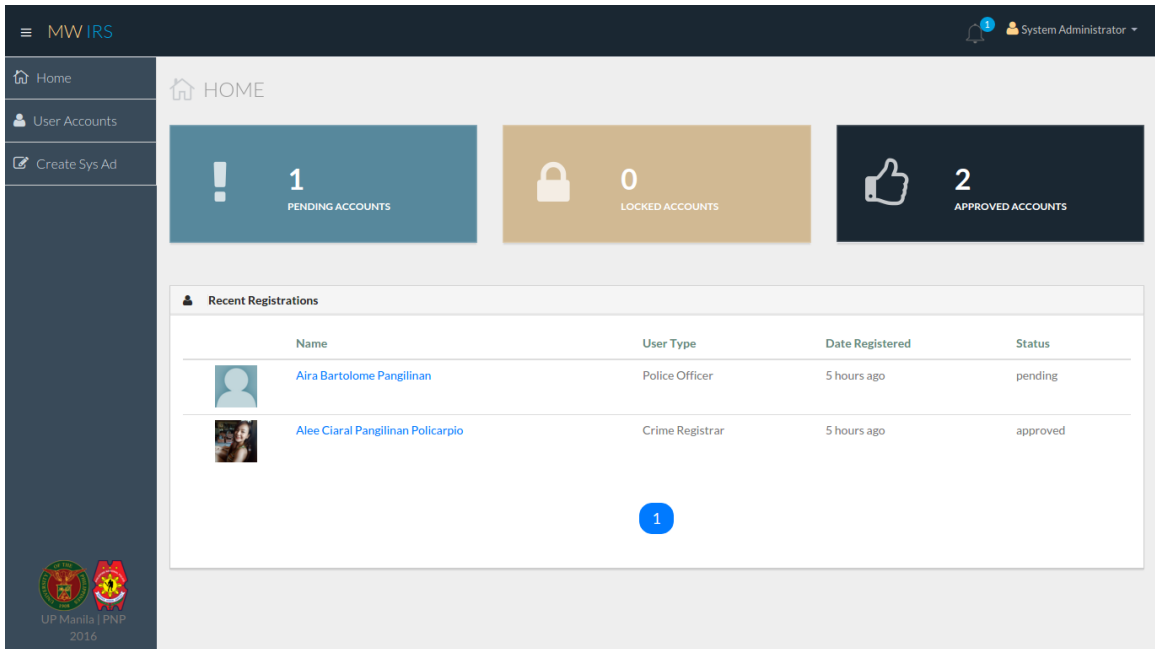 MW IRS
1
System Administrator
Home
User Accounts
Create Sys Ad
HOME
1
PENDING ACCOUNTS
0
LOCKED ACCOUNTS
2
APPROVED ACCOUNTS
Recent Registrations
Name User Type Date Registered Status
Aira Bartolome Pangilinan Police Officer 5 hours ago pending
Alee Ciaral Pangilinan Policarpio Crime Registrar 5 hours ago approved
1
UP Manila | PNP
2016